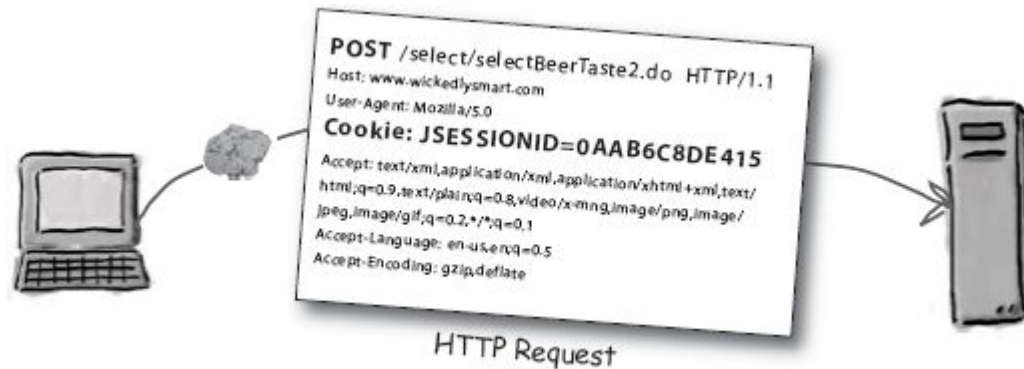 POST /select/selectBeerTaste2.do HTTP/1.1
Host: www.wickedlysmart.com
User-Agent: Mozilla/5.0
Cookie: JSESSIONID=0AAB6C8DE415
Accept: text/xml,application/xml,application/xhtml+xml,text/
html;q=0.9,text/plain;q=0.8,video/x-mng,image/png,image/
jpeg,image/gif;q=0.2,*/*;q=0.1
Accept-Language: en-us,en;q=0.5
Accept-Encoding: gzip,deflate
HTTP Request